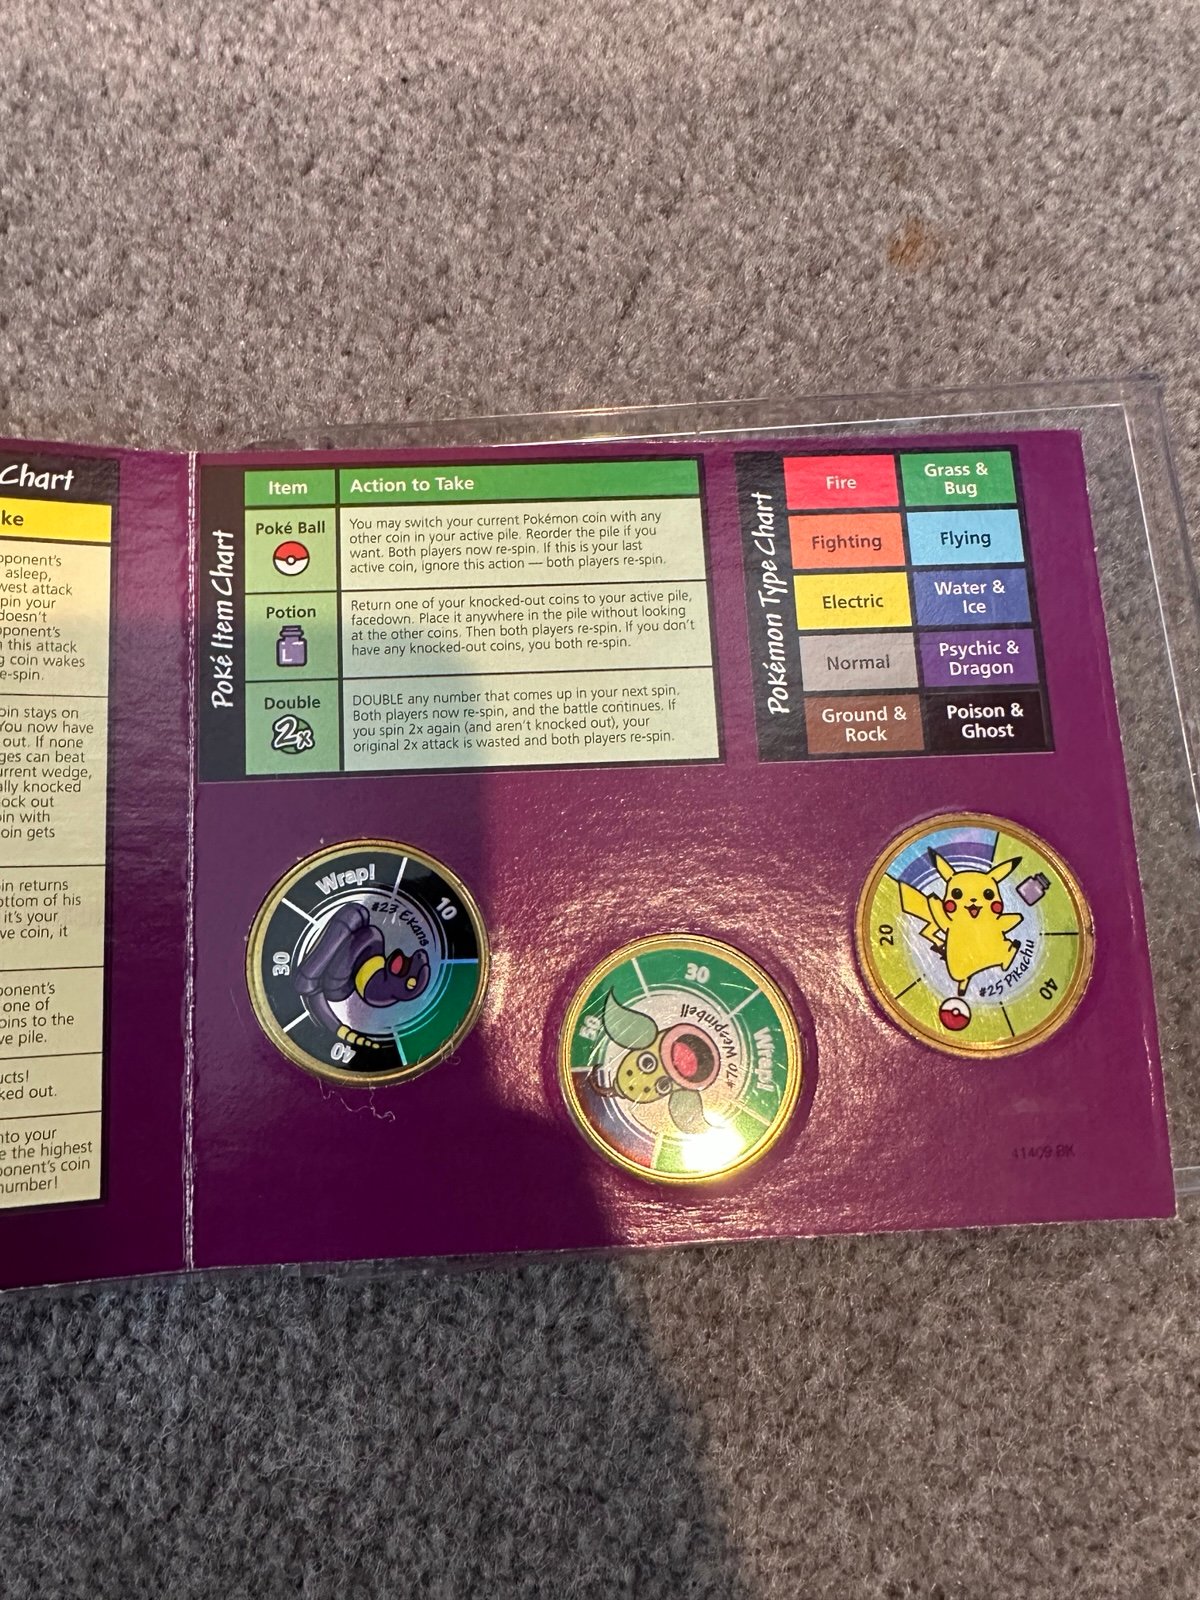 Chart
ke
pponent's
asleep,
west attack
pin your
doesn't
pponent's
this attack
g coin wakes
e-spin.
oin stays on
You now have
out. If none
ges can beat
urrent wedge,
ally knocked
ock out
oin with
oin gets
in returns
ottom of his
it's your
ve coin, it
ponent's
one of
oins to the
ve pile.
ucts!
ked out.
nto your
e the highest
ponent's coin
number!
Poké Item Chart
Item
Action to Take
Poké Ball
You may switch your current Pokémon coin with any
other coin in your active pile. Reorder the pile if you
want. Both players now re-spin. If this is your last
active coin, ignore this action — both players re-spin.
Potion
L
Return one of your knocked-out coins to your active pile,
facedown. Place it anywhere in the pile without looking
at the other coins. Then both players re-spin. If you don't
have any knocked-out coins, you both re-spin.
Double
2x
DOUBLE any number that comes up in your next spin.
Both players now re-spin, and the battle continues. If
you spin 2x again (and aren't knocked out), your
original 2x attack is wasted and both players re-spin.
Pokémon Type Chart
Fire
Grass &
Bug
Fighting
Flying
Electric
Water &
Ice
Normal
Psychic &
Dragon
Ground &
Rock
Poison &
Ghost
Wrap!
10
#23 Ekans
30
40
30
Wrap!
#70 Weepinbell
50
20
40
#25 Pikachu
41409 BK